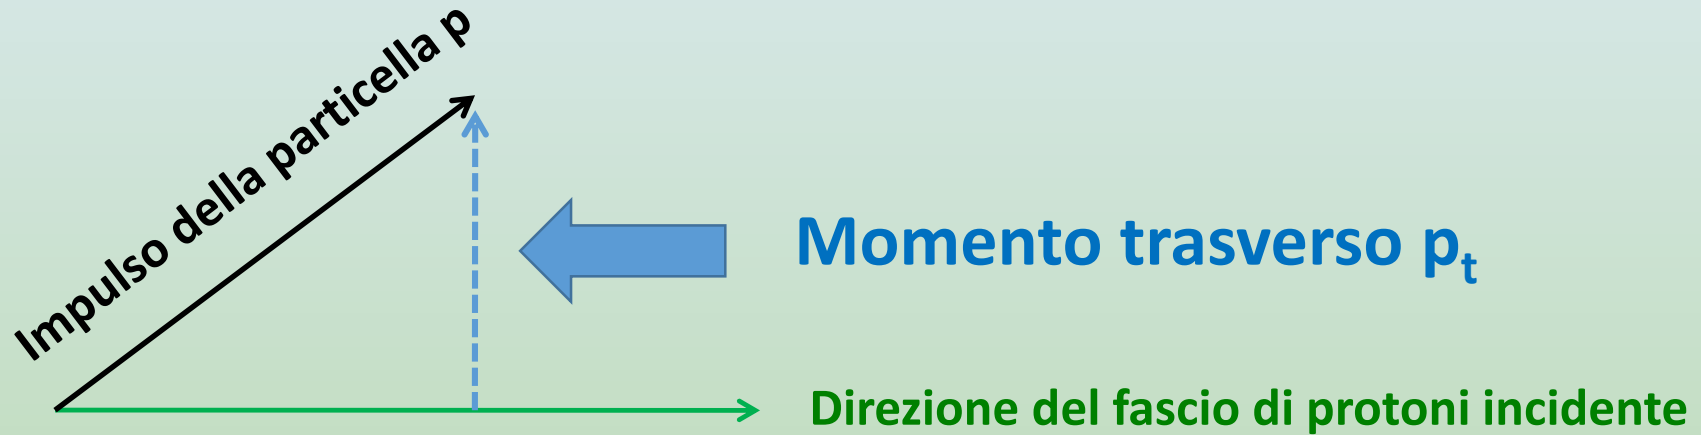 Impulso della particella p
Momento trasverso pt
Direzione del fascio di protoni incidente